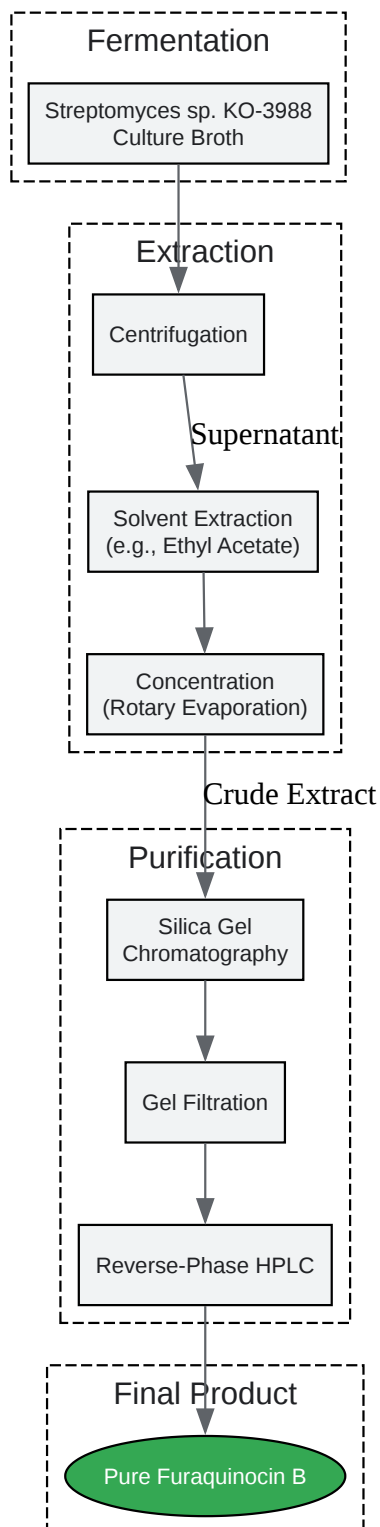 Fermentation
Streptomyces sp. KO-3988
Culture Broth
Extraction
Centrifugation
Supernatant
Solvent Extraction
(e.g., Ethyl Acetate)
Concentration
(Rotary Evaporation)
Crude Extract
Purification
Silica Gel
Chromatography
Gel Filtration
Reverse-Phase HPLC
Final Product
Pure Furaquinocin B